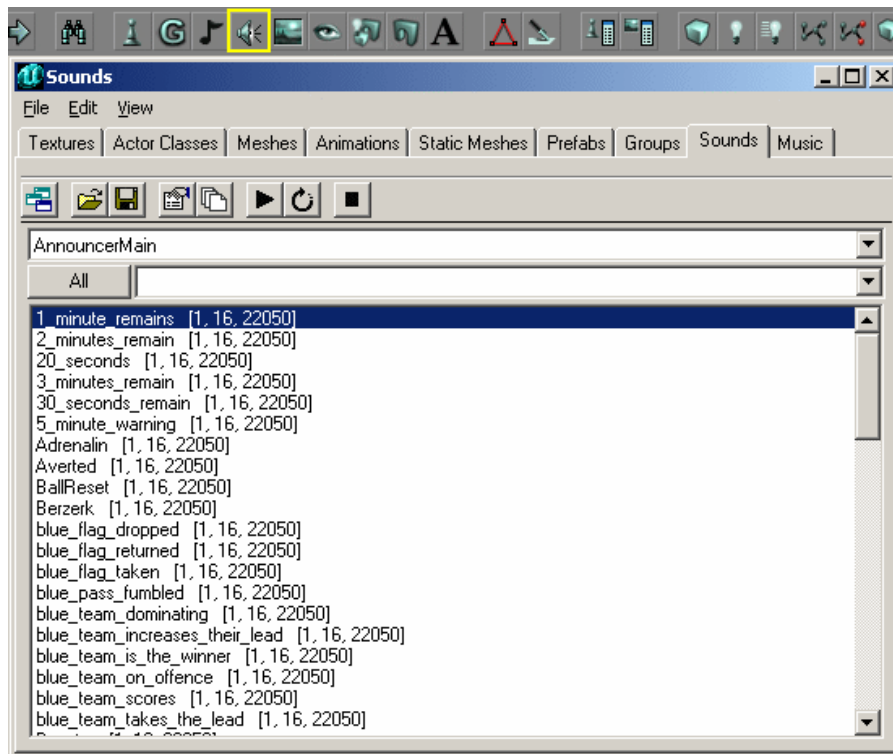 G A
Sounds
File Edit View
Textures Actor Classes Meshes Animations Static Meshes Prefabs Groups Sounds Music
AnnouncerMain
All
1_minute_remains [1, 16, 22050]
2_minutes_remain [1, 16, 22050]
20_seconds [1, 16, 22050]
3_minutes_remain [1, 16, 22050]
30_seconds_remain [1, 16, 22050]
5_minute_warning [1, 16, 22050]
Adrenalin [1, 16, 22050]
Averted [1, 16, 22050]
BallReset [1, 16, 22050]
Berzerk [1, 16, 22050]
blue_flag_dropped [1, 16, 22050]
blue_flag_returned [1, 16, 22050]
blue_flag_taken [1, 16, 22050]
blue_pass_fumbled [1, 16, 22050]
blue_team_dominating [1, 16, 22050]
blue_team_increases_their_lead [1, 16, 22050]
blue_team_is_the_winner [1, 16, 22050]
blue_team_on_offence [1, 16, 22050]
blue_team_scores [1, 16, 22050]
blue_team_takes_the_lead [1, 16, 22050]